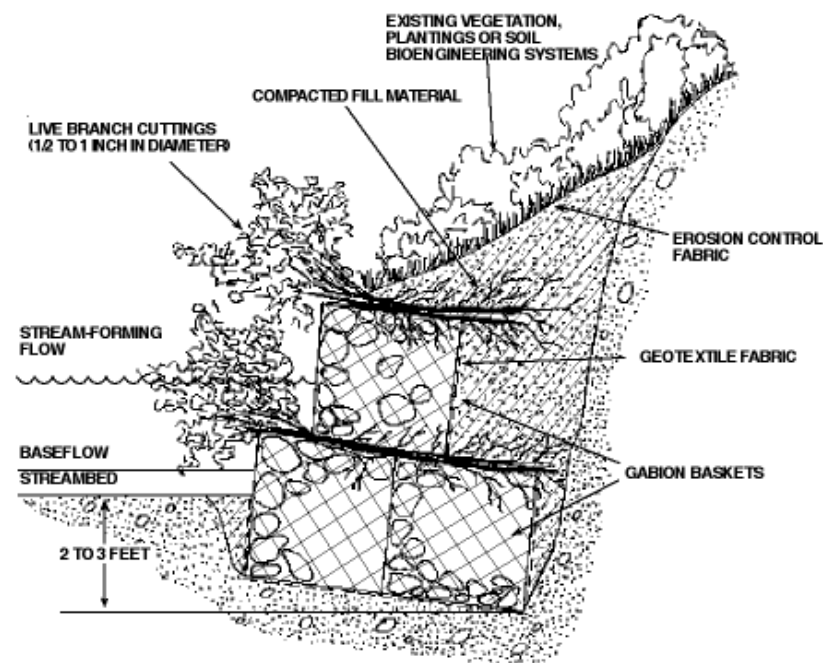 EXISTING VEGETATION,
PLANTINGS OR SOIL
BIOENGINEERING SYSTEMS
COMPACTED FILL MATERIAL
LIVE BRANCH CUTTINGS
(1/2 TO 1 INCH IN DIAMETER)
EROSION CONTROL
FABRIC
STREAM-FORMING
FLOW
GEOTEXTILE FABRIC
BASEFLOW
GABION BASKETS
STREAMBED
2 TO 3 FEET